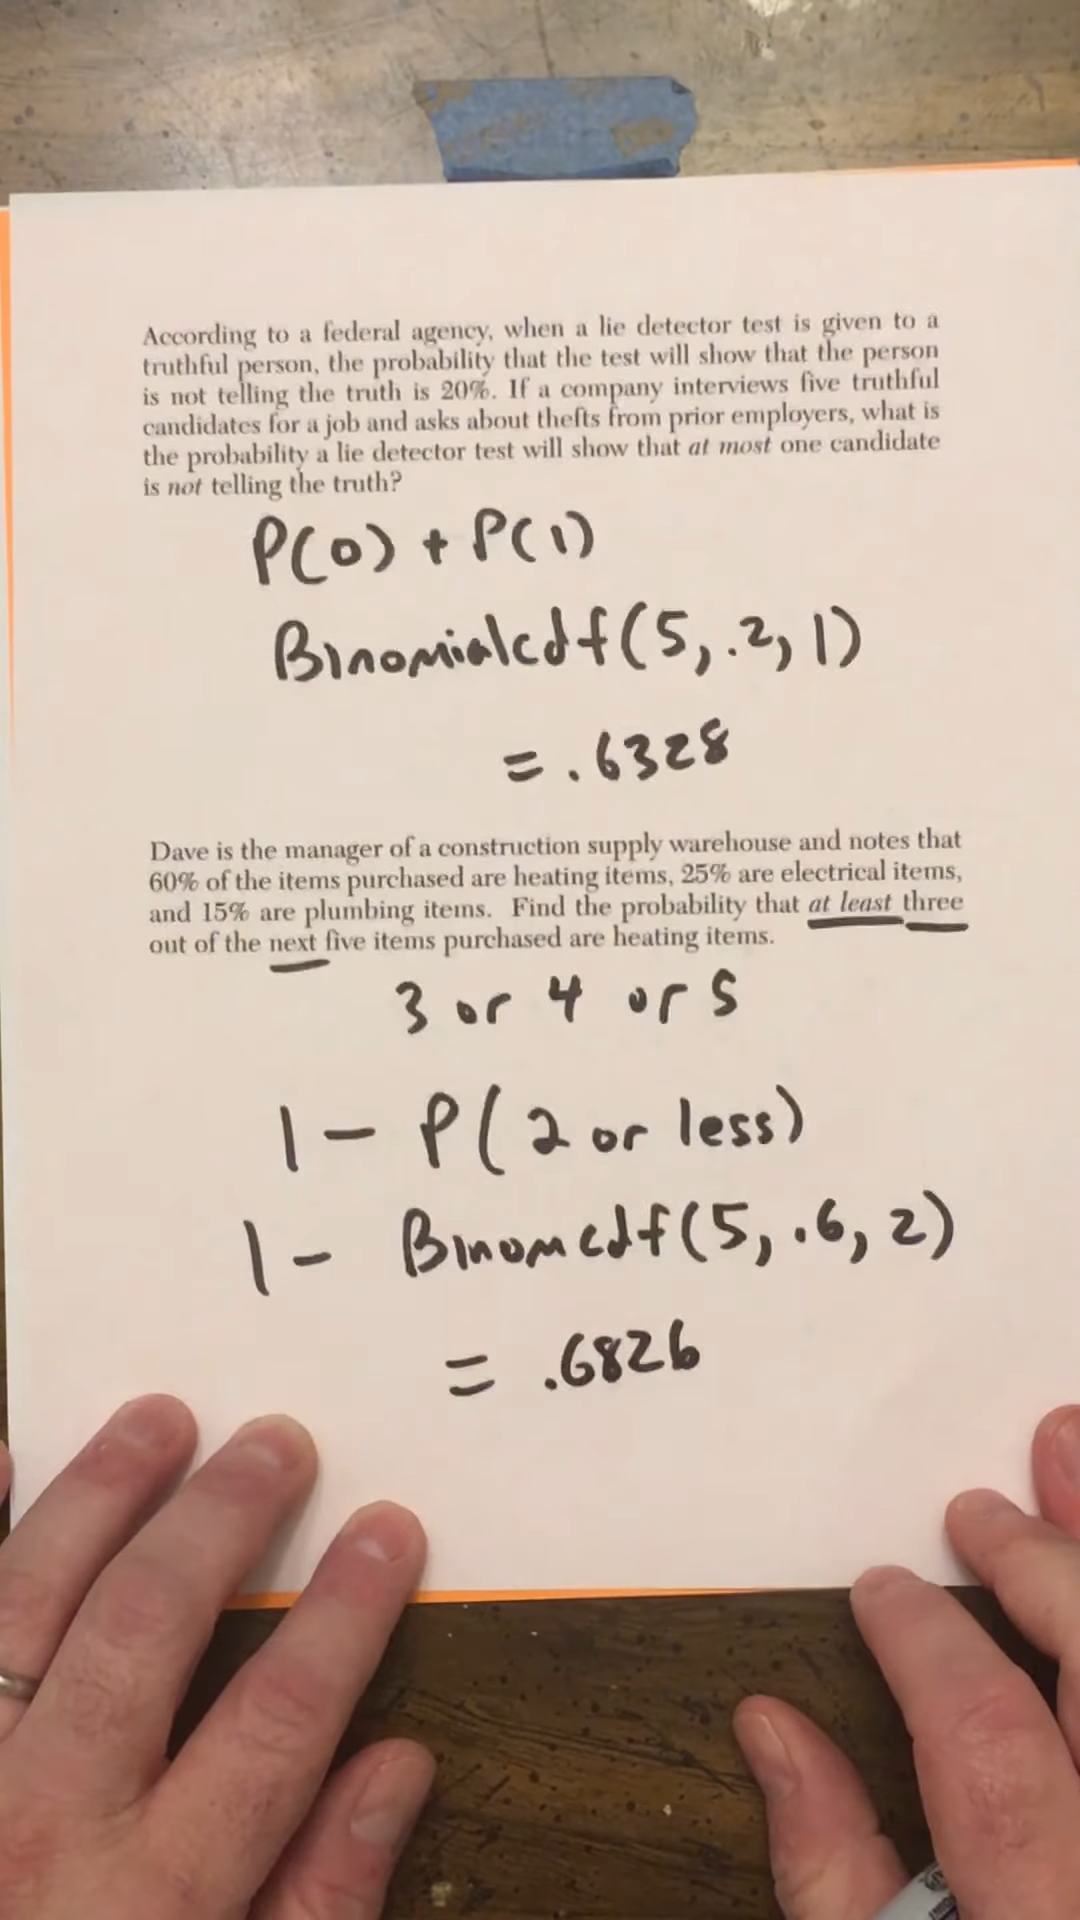 According to a federal agency, when a lie detector test is given to a
truthful person, the probability that the test will show that the person
is not telling the truth is 20%. If a company interviews five truthful
candidates for a job and asks about thefts from prior employers, what is
the probability a lie detector test will show that at most one candidate
is not telling the truth?
P(0) + P(1)
Binomialcdf(5, .2, 1)
= .6328
Dave is the manager of a construction supply warehouse and notes that
60% of the items purchased are heating items, 25% are electrical items,
and 15% are plumbing items. Find the probability that at least three
out of the next five items purchased are heating items.
3 or 4 or 5
1 - P(2 or less)
1 - Binomcdf(5, .6, 2)
= .6826